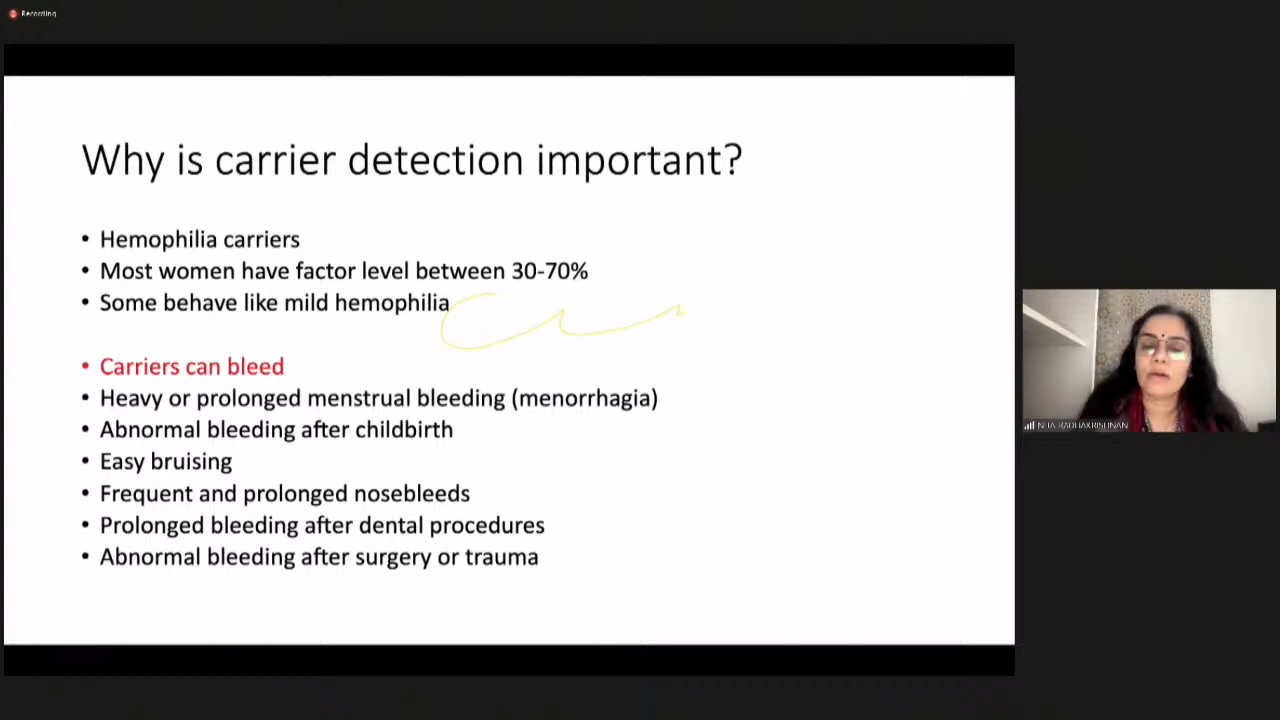 Recording
Why is carrier detection important?
• Hemophilia carriers
• Most women have factor level between 30-70%
• Some behave like mild hemophilia
• Carriers can bleed
• Heavy or prolonged menstrual bleeding (menorrhagia)
• Abnormal bleeding after childbirth
• Easy bruising
• Frequent and prolonged nosebleeds
• Prolonged bleeding after dental procedures
• Abnormal bleeding after surgery or trauma
NITA RADHAKRISHNAN